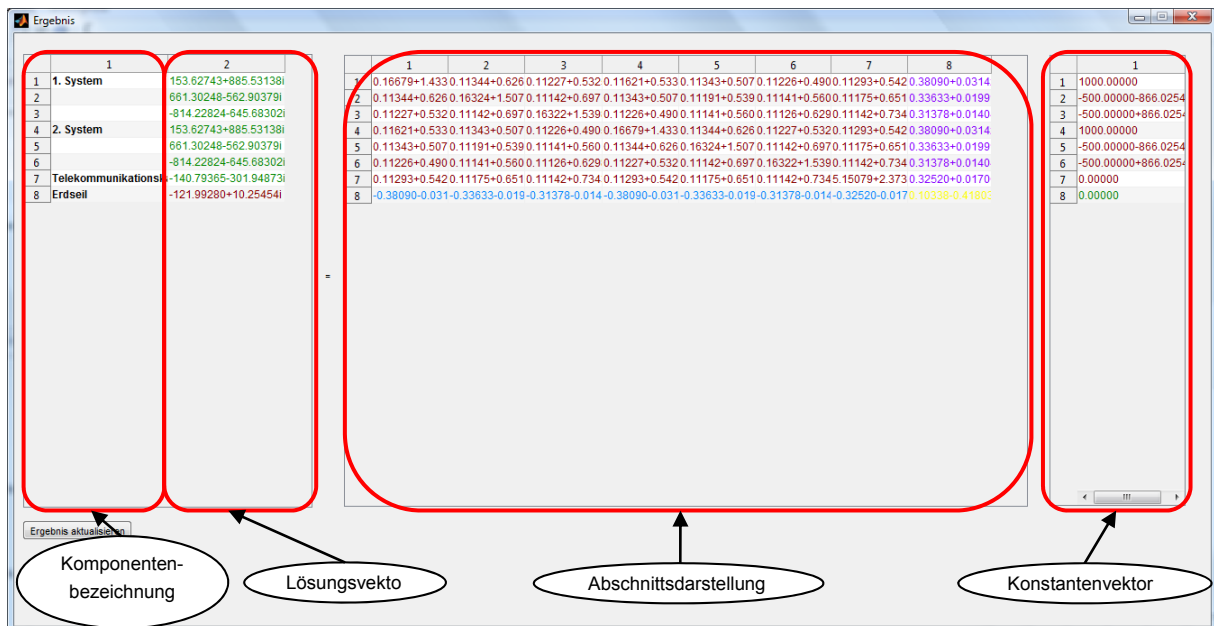 Ergebnis
1 2
1 1. System 153.62743+885.53138i
2 661.30248-562.90379i
3 -814.22824-645.68302i
4 2. System 153.62743+885.53138i
5 661.30248-562.90379i
6 -814.22824-645.68302i
7 Telekommunikationsk -140.79365-301.94873i
8 Erdseil -121.99280+10.25454i
=
1 2 3 4 5 6 7 8
1 0.16679+1.433 0.11344+0.626 0.11227+0.532 0.11621+0.533 0.11343+0.507 0.11226+0.490 0.11293+0.542 0.38090+0.0314
2 0.11344+0.626 0.16324+1.507 0.11142+0.697 0.11343+0.507 0.11191+0.539 0.11141+0.560 0.11175+0.651 0.33633+0.0199
3 0.11227+0.532 0.11142+0.697 0.16322+1.539 0.11226+0.490 0.11141+0.560 0.11126+0.629 0.11142+0.734 0.31378+0.0140
4 0.11621+0.533 0.11343+0.507 0.11226+0.490 0.16679+1.433 0.11344+0.626 0.11227+0.532 0.11293+0.542 0.38090+0.0314
5 0.11343+0.507 0.11191+0.539 0.11141+0.560 0.11344+0.626 0.16324+1.507 0.11142+0.697 0.11175+0.651 0.33633+0.0199
6 0.11226+0.490 0.11141+0.560 0.11126+0.629 0.11227+0.532 0.11142+0.697 0.16322+1.539 0.11142+0.734 0.31378+0.0140
7 0.11293+0.542 0.11175+0.651 0.11142+0.734 0.11293+0.542 0.11175+0.651 0.11142+0.734 5.15079+2.373 0.32520+0.0170
8 -0.38090-0.031 -0.33633-0.019 -0.31378-0.014 -0.38090-0.031 -0.33633-0.019 -0.31378-0.014 -0.32520-0.017
1
1 1000.00000
2 -500.00000-866.0254
3 -500.00000+866.0254
4 1000.00000
5 -500.00000-866.0254
6 -500.00000+866.0254
7 0.00000
8 0.00000
Ergebnis aktualisieren
Komponenten-
bezeichnung
Lösungsvekto
Abschnittsdarstellung
Konstantenvektor